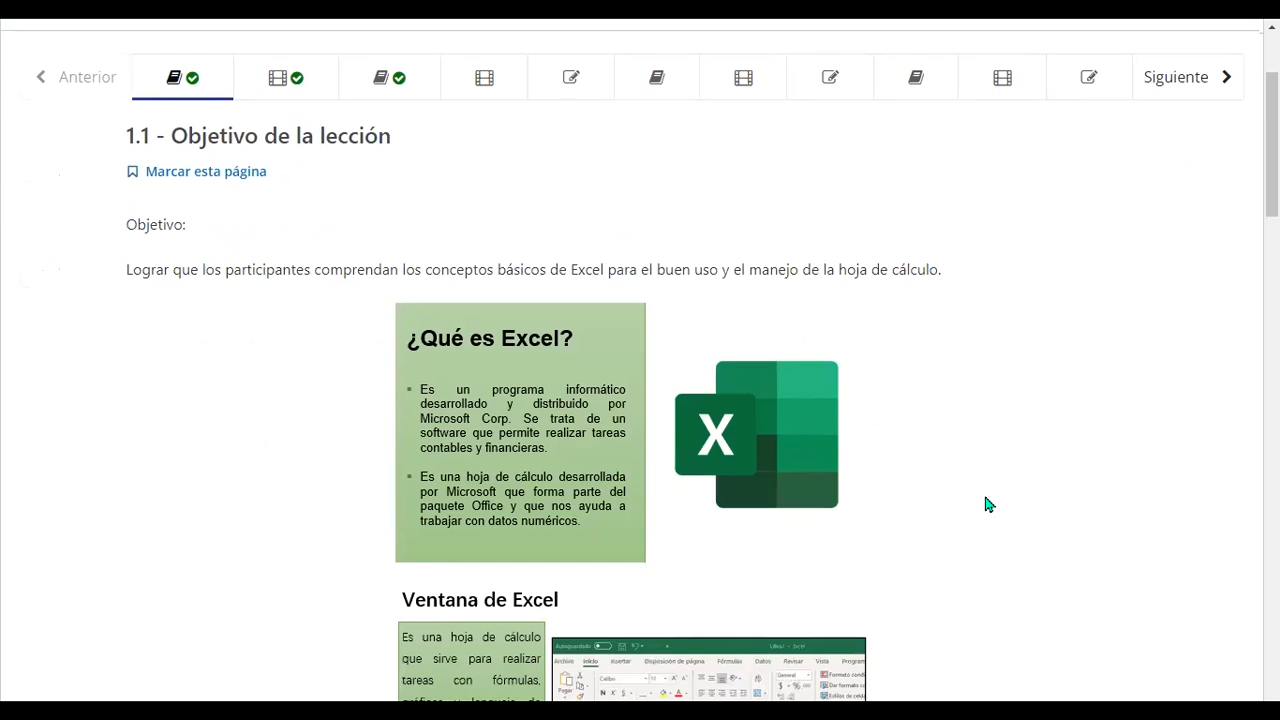 Anterior
Siguiente
1.1 - Objetivo de la lección
Marcar esta página
Objetivo:
Lograr que los participantes comprendan los conceptos básicos de Excel para el buen uso y el manejo de la hoja de cálculo.
¿Qué es Excel?
Es un programa informático
desarrollado y distribuido por
Microsoft Corp. Se trata de un
software que permite realizar tareas
contables y financieras.
Es una hoja de cálculo desarrollada
por Microsoft que forma parte del
paquete Office y que nos ayuda a
trabajar con datos numéricos.
X
Ventana de Excel
Es una hoja de cálculo
que sirve para realizar
tareas con fórmulas,
Autoguardado
Archivo Inicio Insertar Disposición de página Fórmulas Datos Revisar Vista Program
Calibri
General
Pegar